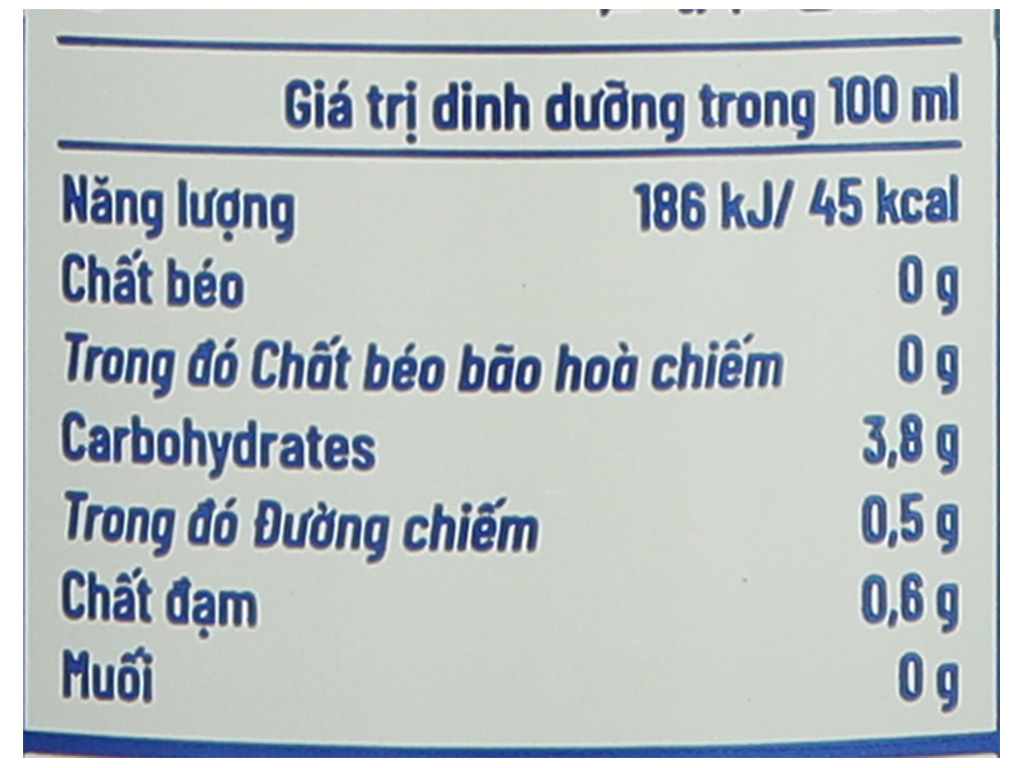 Giá trị dinh dưỡng trong 100 ml
Năng lượng 186 kJ/ 45 kcal
Chất béo 0 g
Trong đó Chất béo bão hoà chiếm 0 g
Carbohydrates 3,8 g
Trong đó Đường chiếm 0,5 g
Chất đạm 0,6 g
Muối 0 g